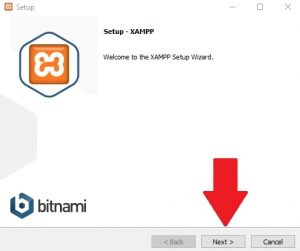 Setup
Setup - XAMPP
Welcome to the XAMPP Setup Wizard.
bitnami
< Back
Next >
Cancel